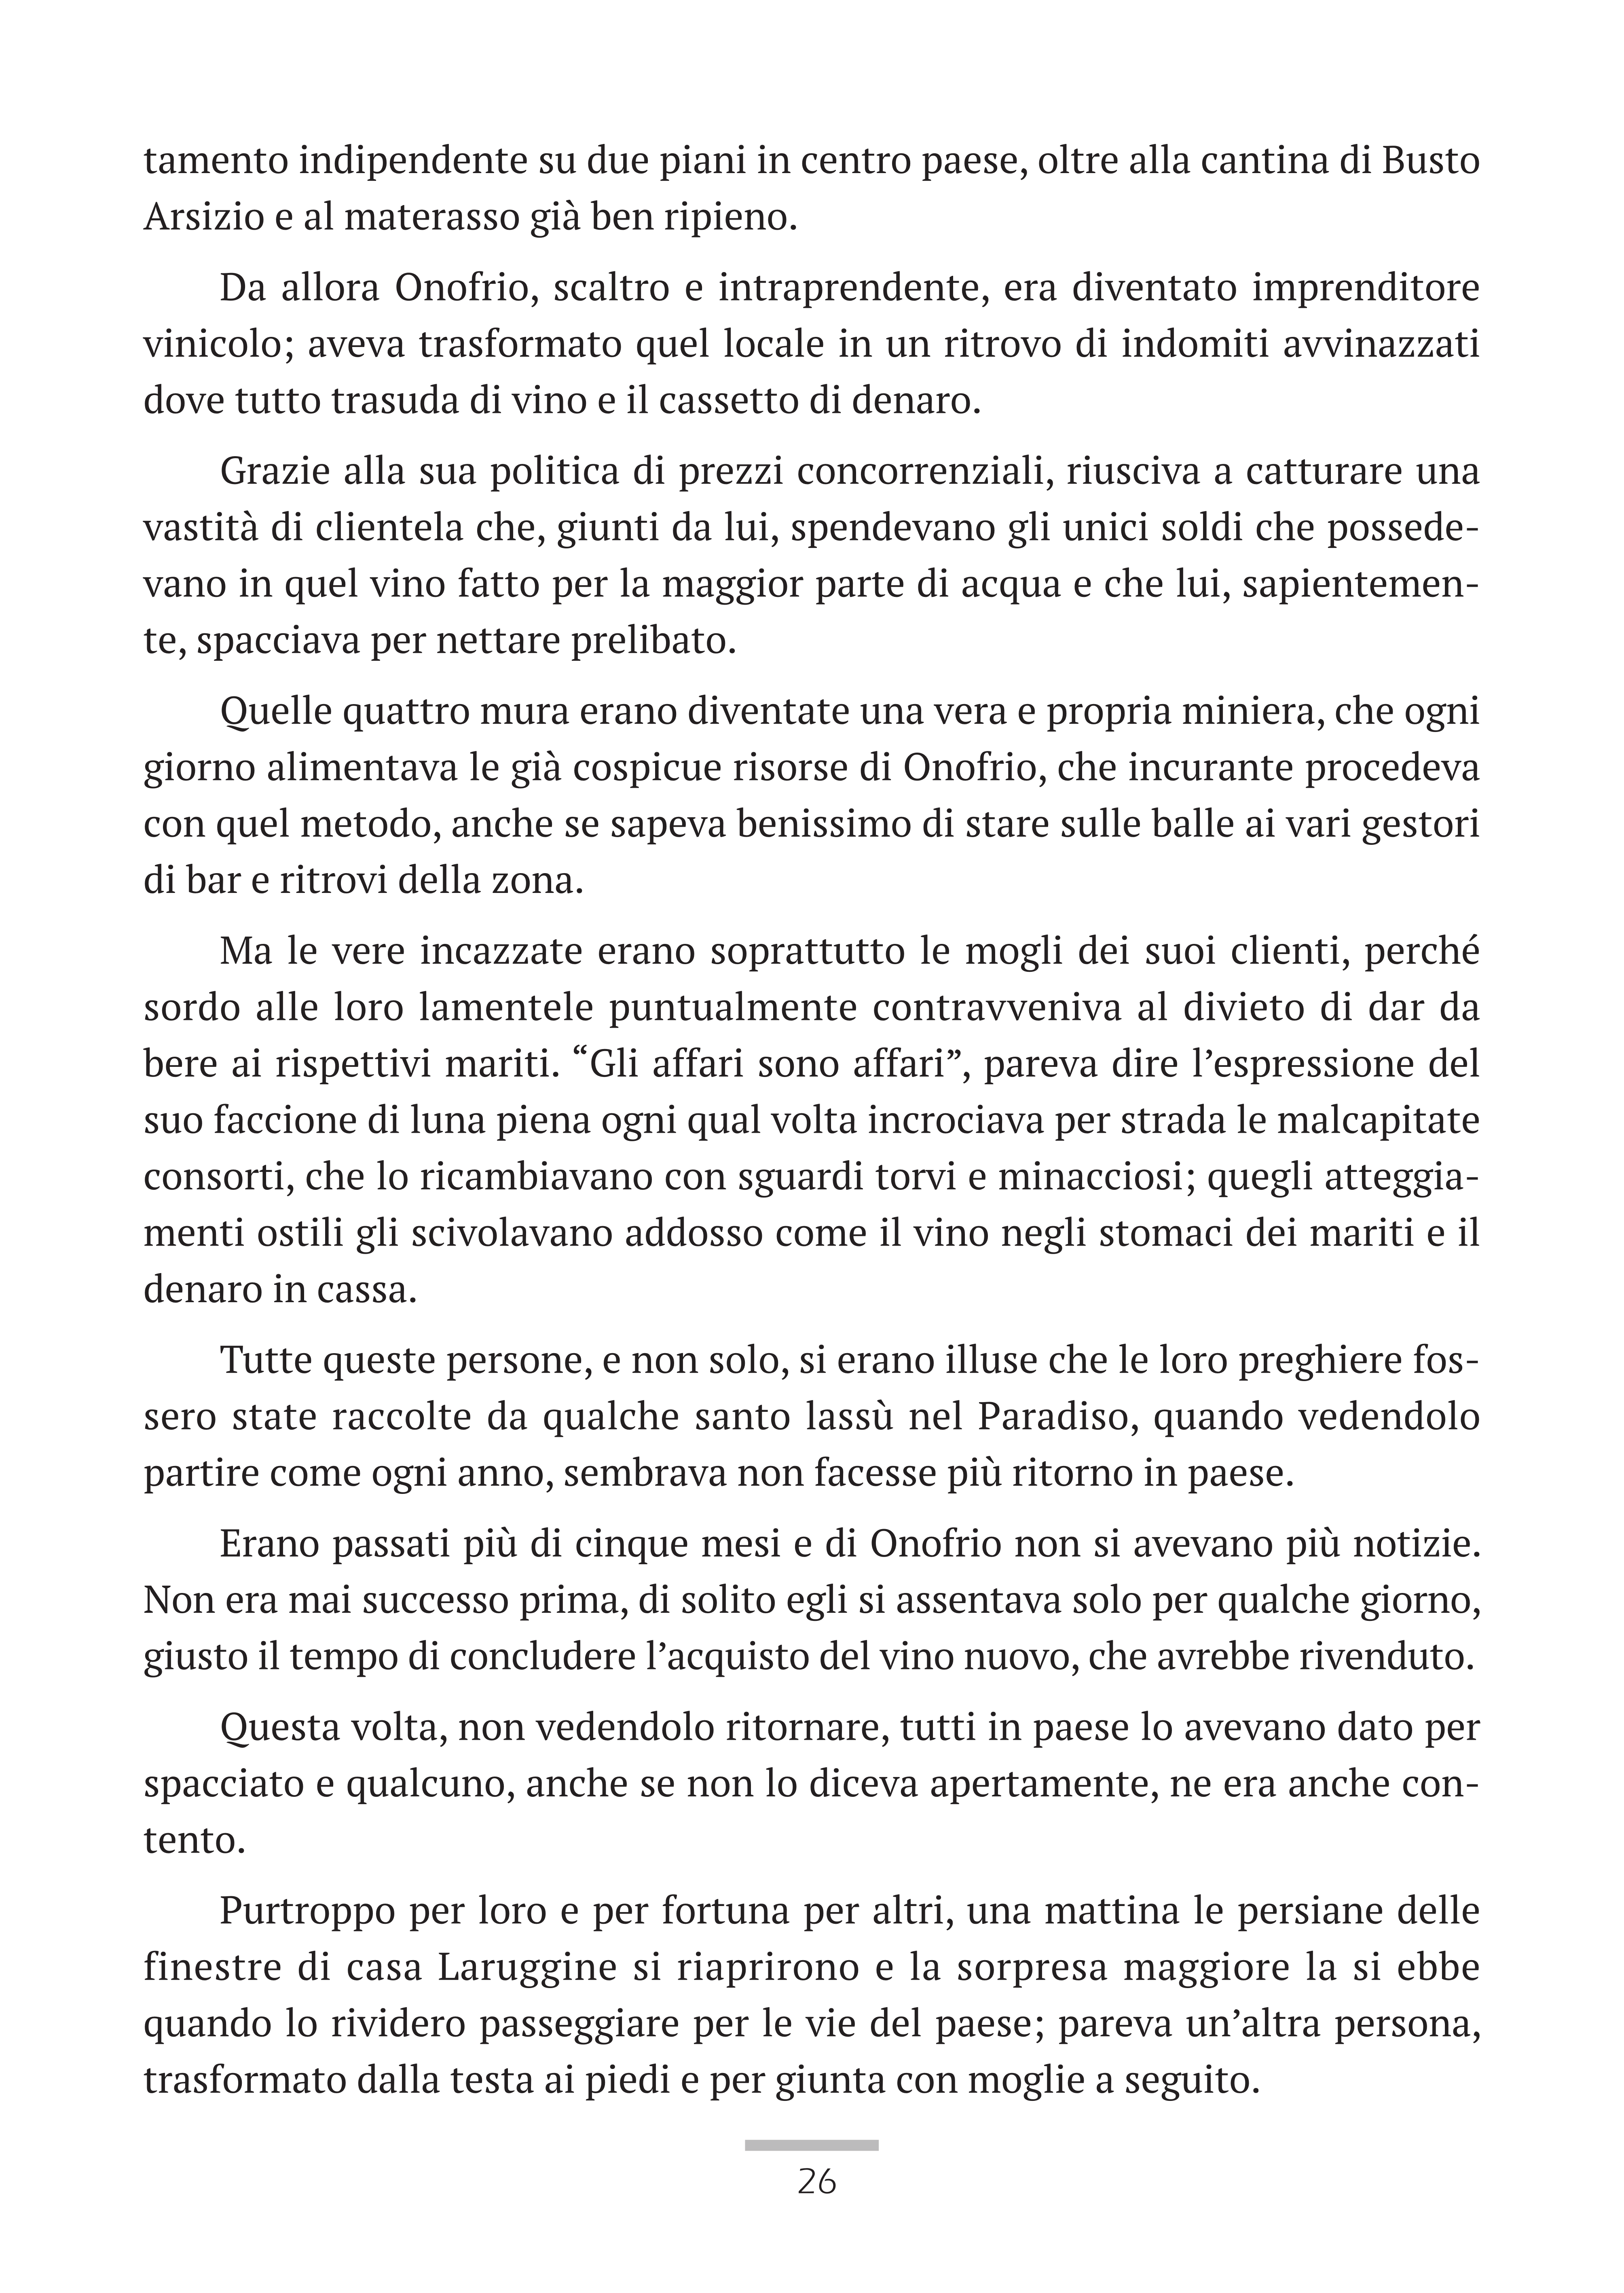 tamento indipendente su due piani in centro paese, oltre alla cantina di Busto
Arsizio e al materasso già ben ripieno.
Da allora Onofrio, scaltro e intraprendente, era diventato imprenditore
vinicolo; aveva trasformato quel locale in un ritrovo di indomiti avvinazzati
dove tutto trasuda di vino e il cassetto di denaro.
Grazie alla sua politica di prezzi concorrenziali, riusciva a catturare una
vastità di clientela che, giunti da lui, spendevano gli unici soldi che possede-
vano in quel vino fatto per la maggior parte di acqua e che lui, sapientemen-
te, spacciava per nettare prelibato.
Quelle quattro mura erano diventate una vera e propria miniera, che ogni
giorno alimentava le già cospicue risorse di Onofrio, che incurante procedeva
con quel metodo, anche se sapeva benissimo di stare sulle balle ai vari gestori
di bar e ritrovi della zona.
Ma le vere incazzate erano soprattutto le mogli dei suoi clienti, perché
sordo alle loro lamentele puntualmente contravveniva al divieto di dar da
bere ai rispettivi mariti. “Gli affari sono affari”, pareva dire l’espressione del
suo faccione di luna piena ogni qual volta incrociava per strada le malcapitate
consorti, che lo ricambiavano con sguardi torvi e minacciosi; quegli atteggia-
menti ostili gli scivolavano addosso come il vino negli stomaci dei mariti e il
denaro in cassa.
Tutte queste persone, e non solo, si erano illuse che le loro preghiere fos-
sero state raccolte da qualche santo lassù nel Paradiso, quando vedendolo
partire come ogni anno, sembrava non facesse più ritorno in paese.
Erano passati più di cinque mesi e di Onofrio non si avevano più notizie.
Non era mai successo prima, di solito egli si assentava solo per qualche giorno,
giusto il tempo di concludere l’acquisto del vino nuovo, che avrebbe rivenduto.
Questa volta, non vedendolo ritornare, tutti in paese lo avevano dato per
spacciato e qualcuno, anche se non lo diceva apertamente, ne era anche con-
tento.
Purtroppo per loro e per fortuna per altri, una mattina le persiane delle
finestre di casa Laruggine si riaprirono e la sorpresa maggiore la si ebbe
quando lo rividero passeggiare per le vie del paese; pareva un’altra persona,
trasformato dalla testa ai piedi e per giunta con moglie a seguito.
26